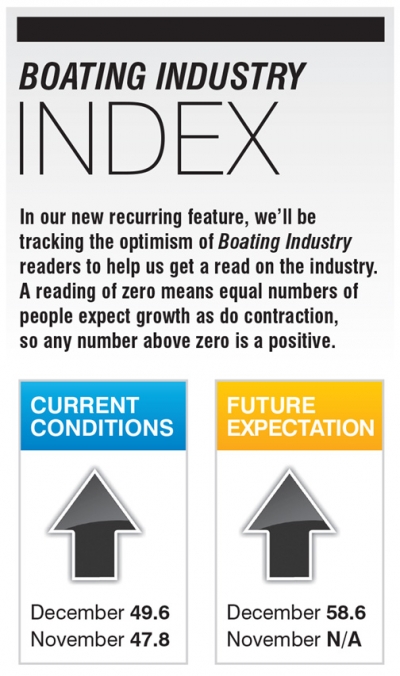 BOATING INDUSTRY
INDEX
In our new recurring feature, we’ll be
tracking the optimism of Boating Industry
readers to help us get a read on the industry.
A reading of zero means equal numbers of
people expect growth as do contraction,
so any number above zero is a positive.
CURRENT
CONDITIONS
December 49.6
November 47.8
FUTURE
EXPECTATION
December 58.6
November N/A